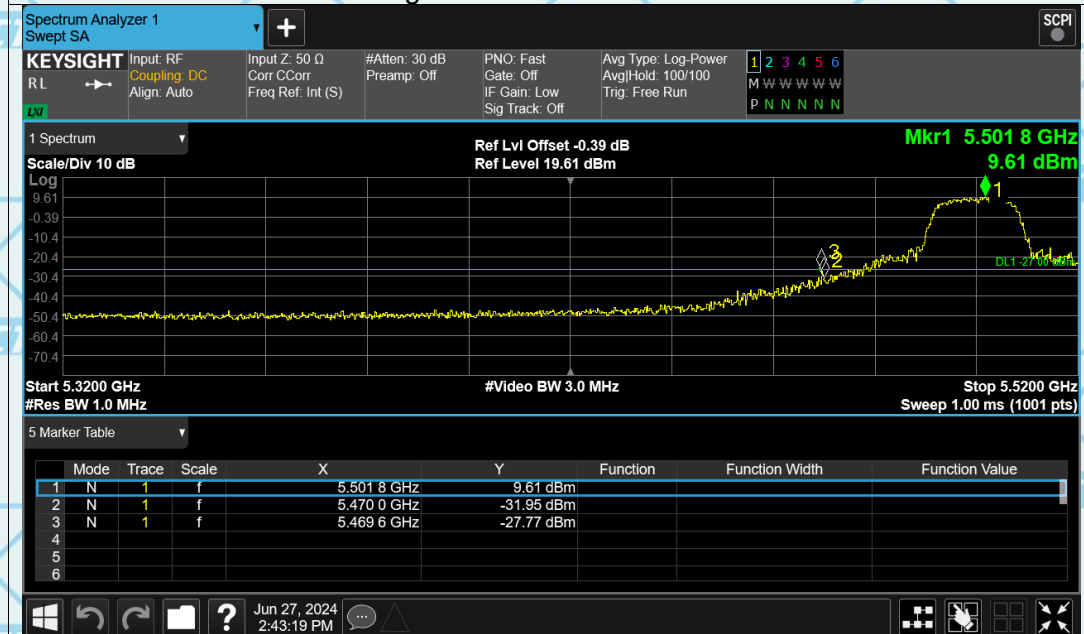 Spectrum Analyzer 1
Swept SA
+
SCPI
KEYSIGHT
RL
LXI
Input: RF
Coupling: DC
Align: Auto
Input Z: 50 Ω
Corr CCorr
Freq Ref: Int (S)
#Atten: 30 dB
Preamp: Off
PNO: Fast
Gate: Off
IF Gain: Low
Sig Track: Off
Avg Type: Log-Power
Avg|Hold: 100/100
Trig: Free Run
1 2 3 4 5 6
M W W W W W
P N N N N N
1 Spectrum
Scale/Div 10 dB
Ref Lvl Offset -0.39 dB
Ref Level 19.61 dBm
Mkr1 5.501 8 GHz
9.61 dBm
Log
9.61
-0.39
-10.4
-20.4
-30.4
-40.4
-50.4
-60.4
-70.4
1
3
2
DL1 -27.00 dBm
Start 5.3200 GHz
#Video BW 3.0 MHz
Stop 5.5200 GHz
#Res BW 1.0 MHz
Sweep 1.00 ms (1001 pts)
5 Marker Table
Mode Trace Scale X Y Function Function Width Function Value
1 N 1 f 5.501 8 GHz 9.61 dBm
2 N 1 f 5.470 0 GHz -31.95 dBm
3 N 1 f 5.469 6 GHz -27.77 dBm
4
5
6
?
Jun 27, 2024
2:43:19 PM